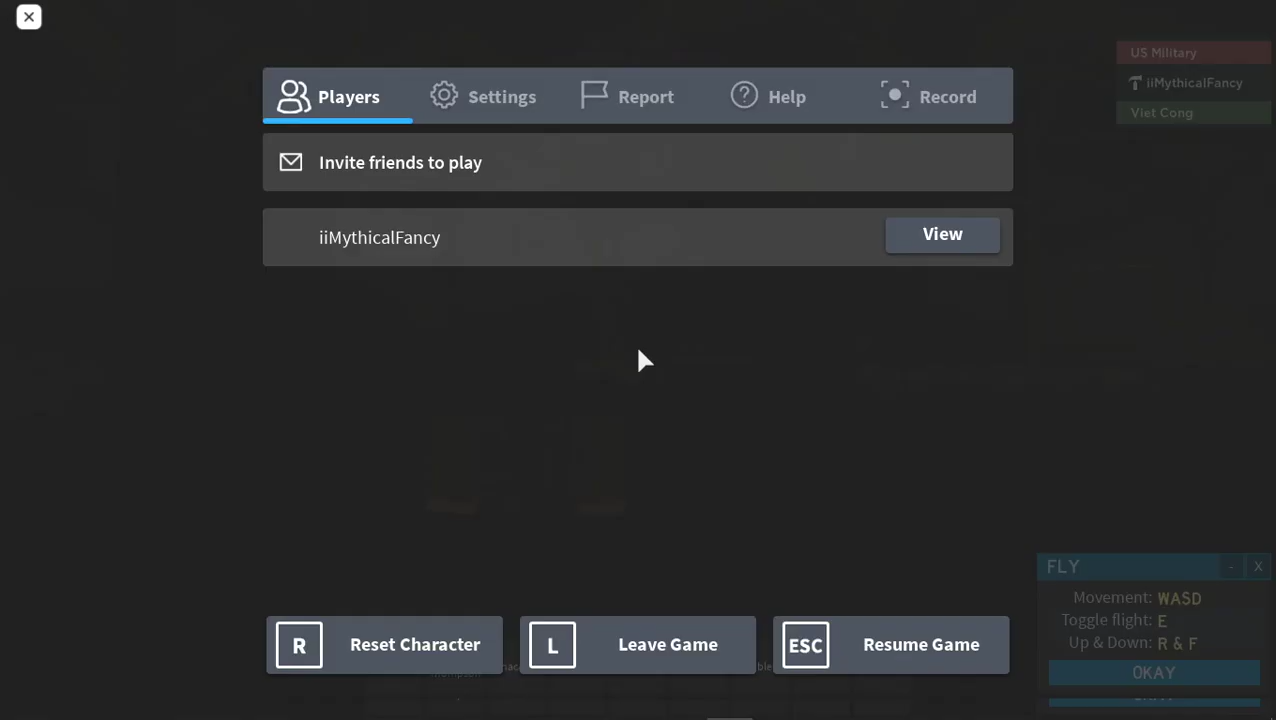 US Military
iiMythicalFancy
Viet Cong
Players
Settings
Report
Help
Record
Invite friends to play
iiMythicalFancy
View
FLY
-
X
Movement: WASD
Toggle flight: E
Up & Down: R & F
OKAY
R Reset Character
L Leave Game
ESC Resume Game